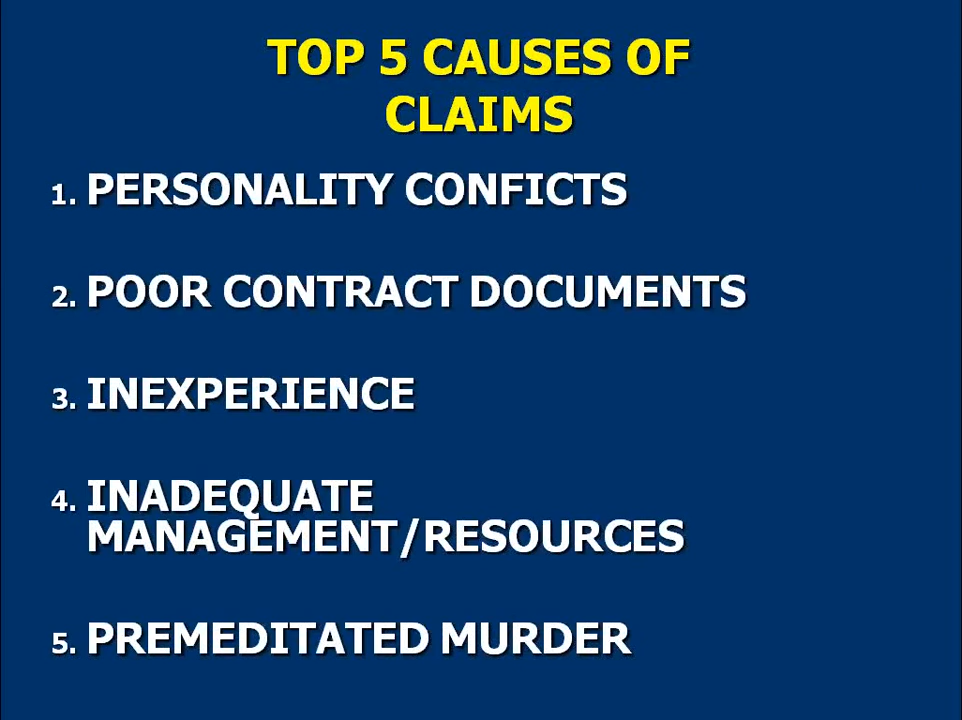 TOP 5 CAUSES OF
CLAIMS
1. PERSONALITY CONFICTS
2. POOR CONTRACT DOCUMENTS
3. INEXPERIENCE
4. INADEQUATE
MANAGEMENT/RESOURCES
5. PREMEDITATED MURDER